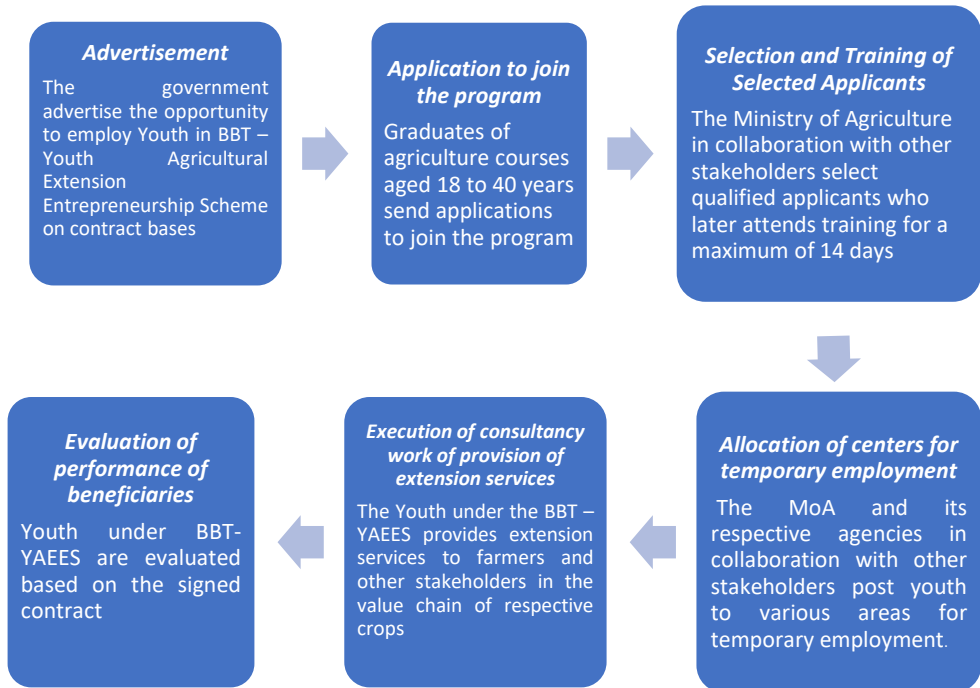 Advertisement
The government
advertise the opportunity
to employ Youth in BBT –
Youth Agricultural
Extension
Entrepreneurship Scheme
on contract bases
Application to join
the program
Graduates of
agriculture courses
aged 18 to 40 years
send applications
to join the program
Selection and Training of
Selected Applicants
The Ministry of Agriculture
in collaboration with other
stakeholders select
qualified applicants who
later attends training for a
maximum of 14 days
Allocation of centers for
temporary employment
The MoA and its
respective agencies in
collaboration with other
stakeholders post youth
to various areas for
temporary employment.
Execution of consultancy
work of provision of
extension services
The Youth under the BBT –
YAEES provides extension
services to farmers and
other stakeholders in the
value chain of respective
crops
Evaluation of
performance of
beneficiaries
Youth under BBT-
YAEES are evaluated
based on the signed
contract